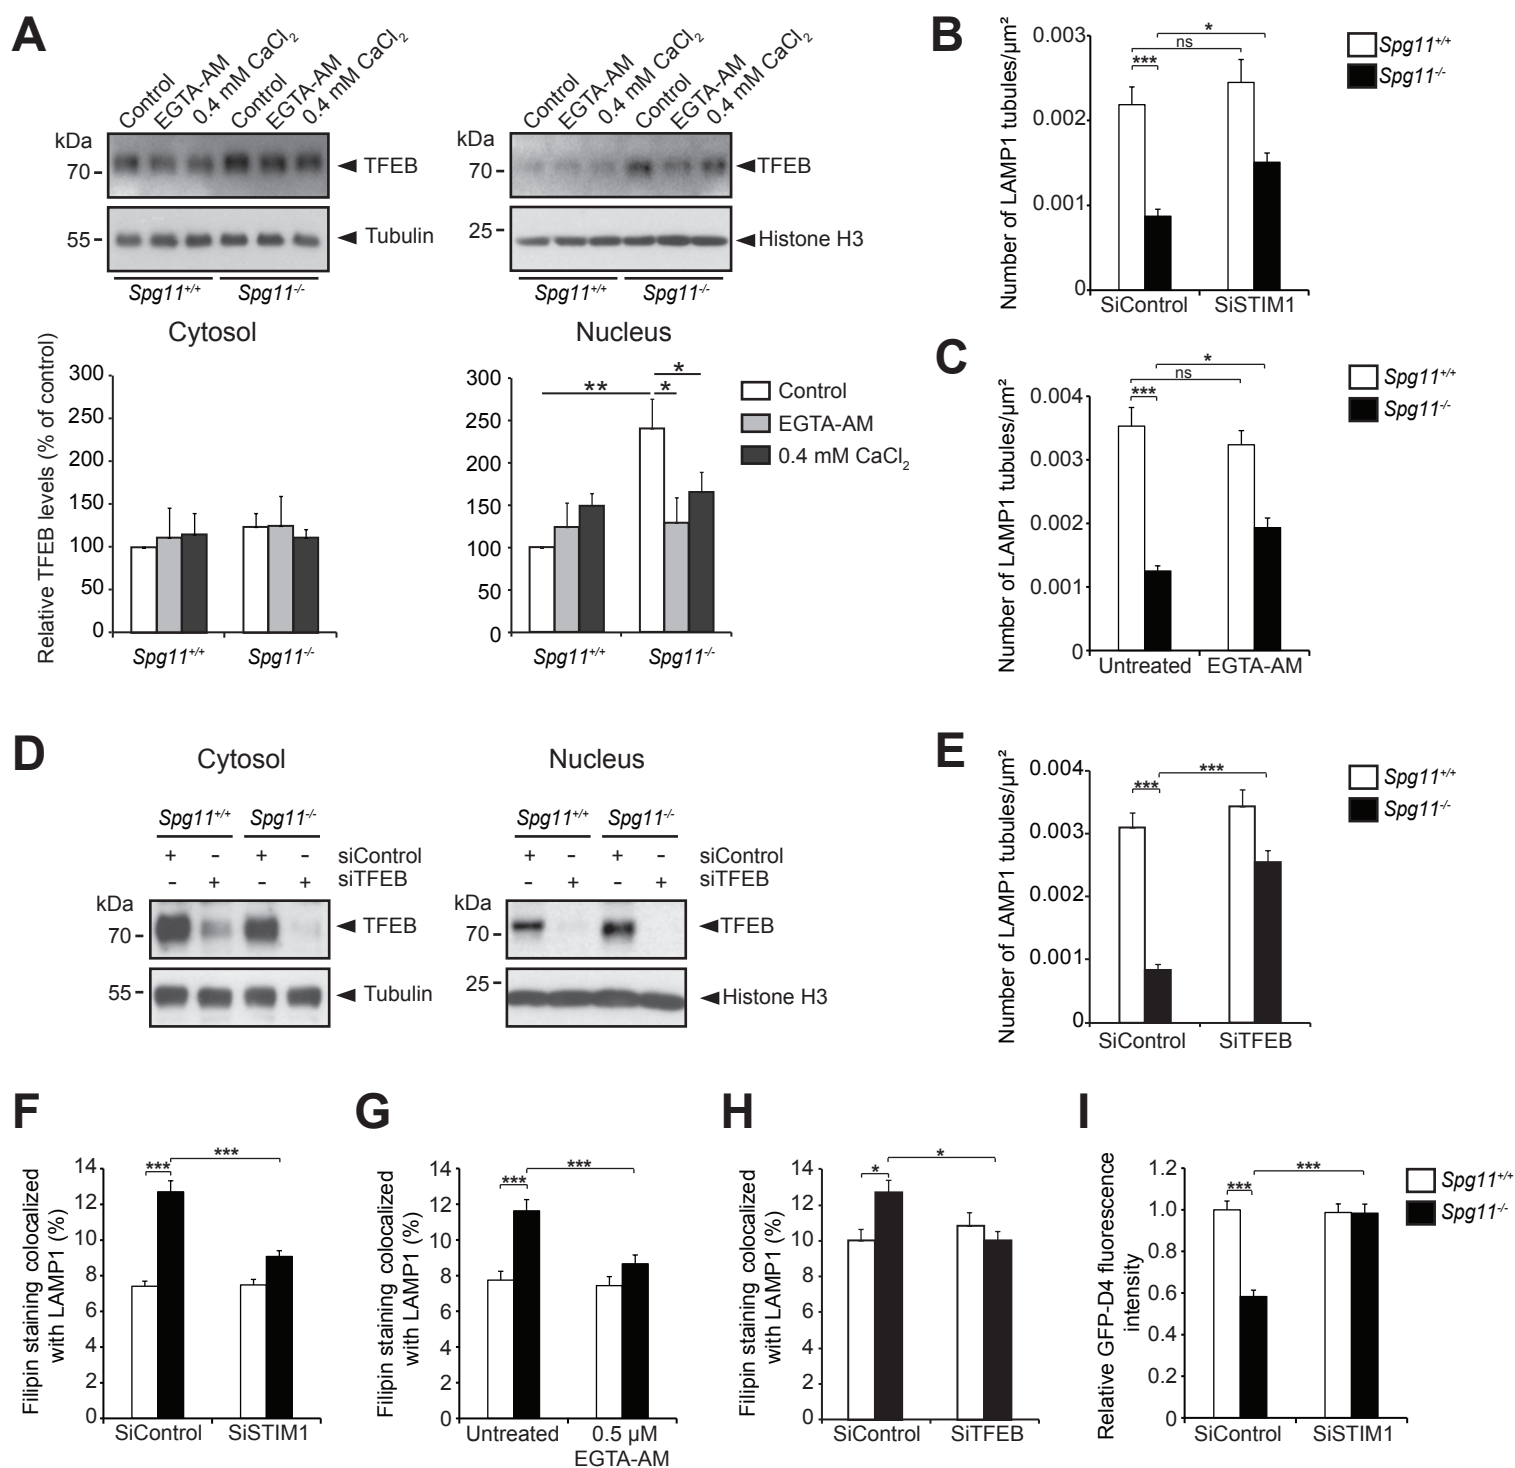 A
Control
EGTA-AM
0.4 mM CaCl2
Control
EGTA-AM
0.4 mM CaCl2
kDa
70
TFEB
55
Tubulin
Spg11+/+ Spg11-/-
Cytosol
Control
EGTA-AM
0.4 mM CaCl2
Control
EGTA-AM
0.4 mM CaCl2
kDa
70
TFEB
25
Histone H3
Spg11+/+ Spg11-/-
Nucleus
Relative TFEB levels (% of control)
300
250
200
150
100
50
0
Spg11+/+ Spg11-/-
300
250
200
150
100
50
0
** * *
Spg11+/+ Spg11-/-
Control
EGTA-AM
0.4 mM CaCl2
B
Number of LAMP1 tubules/µm²
0.003
0.002
0.001
0
*
ns
***
SiControl SiSTIM1
Spg11+/+
Spg11-/-
C
Number of LAMP1 tubules/µm²
0.004
0.003
0.002
0.001
0
*
ns
***
Untreated EGTA-AM
Spg11+/+
Spg11-/-
D
Cytosol
Spg11+/+ Spg11-/-
+ - + - siControl
- + - + siTFEB
kDa
70
TFEB
55
Tubulin
Nucleus
Spg11+/+ Spg11-/-
+ - + - siControl
- + - + siTFEB
kDa
70
TFEB
25
Histone H3
E
Number of LAMP1 tubules/µm²
0.004
0.003
0.002
0.001
0
***
***
SiControl SiTFEB
Spg11+/+
Spg11-/-
F
Filipin staining colocalized
with LAMP1 (%)
14
12
10
8
6
4
2
0
***
***
SiControl SiSTIM1
G
Filipin staining colocalized
with LAMP1 (%)
14
12
10
8
6
4
2
0
***
***
Untreated 0.5 µM
EGTA-AM
H
Filipin staining colocalized
with LAMP1 (%)
14
12
10
8
6
4
2
0
*
*
SiControl SiTFEB
I
Relative GFP-D4 fluorescence
intensity
1.2
1.0
0.8
0.6
0.4
0.2
0
***
***
SiControl SiSTIM1
Spg11+/+
Spg11-/-